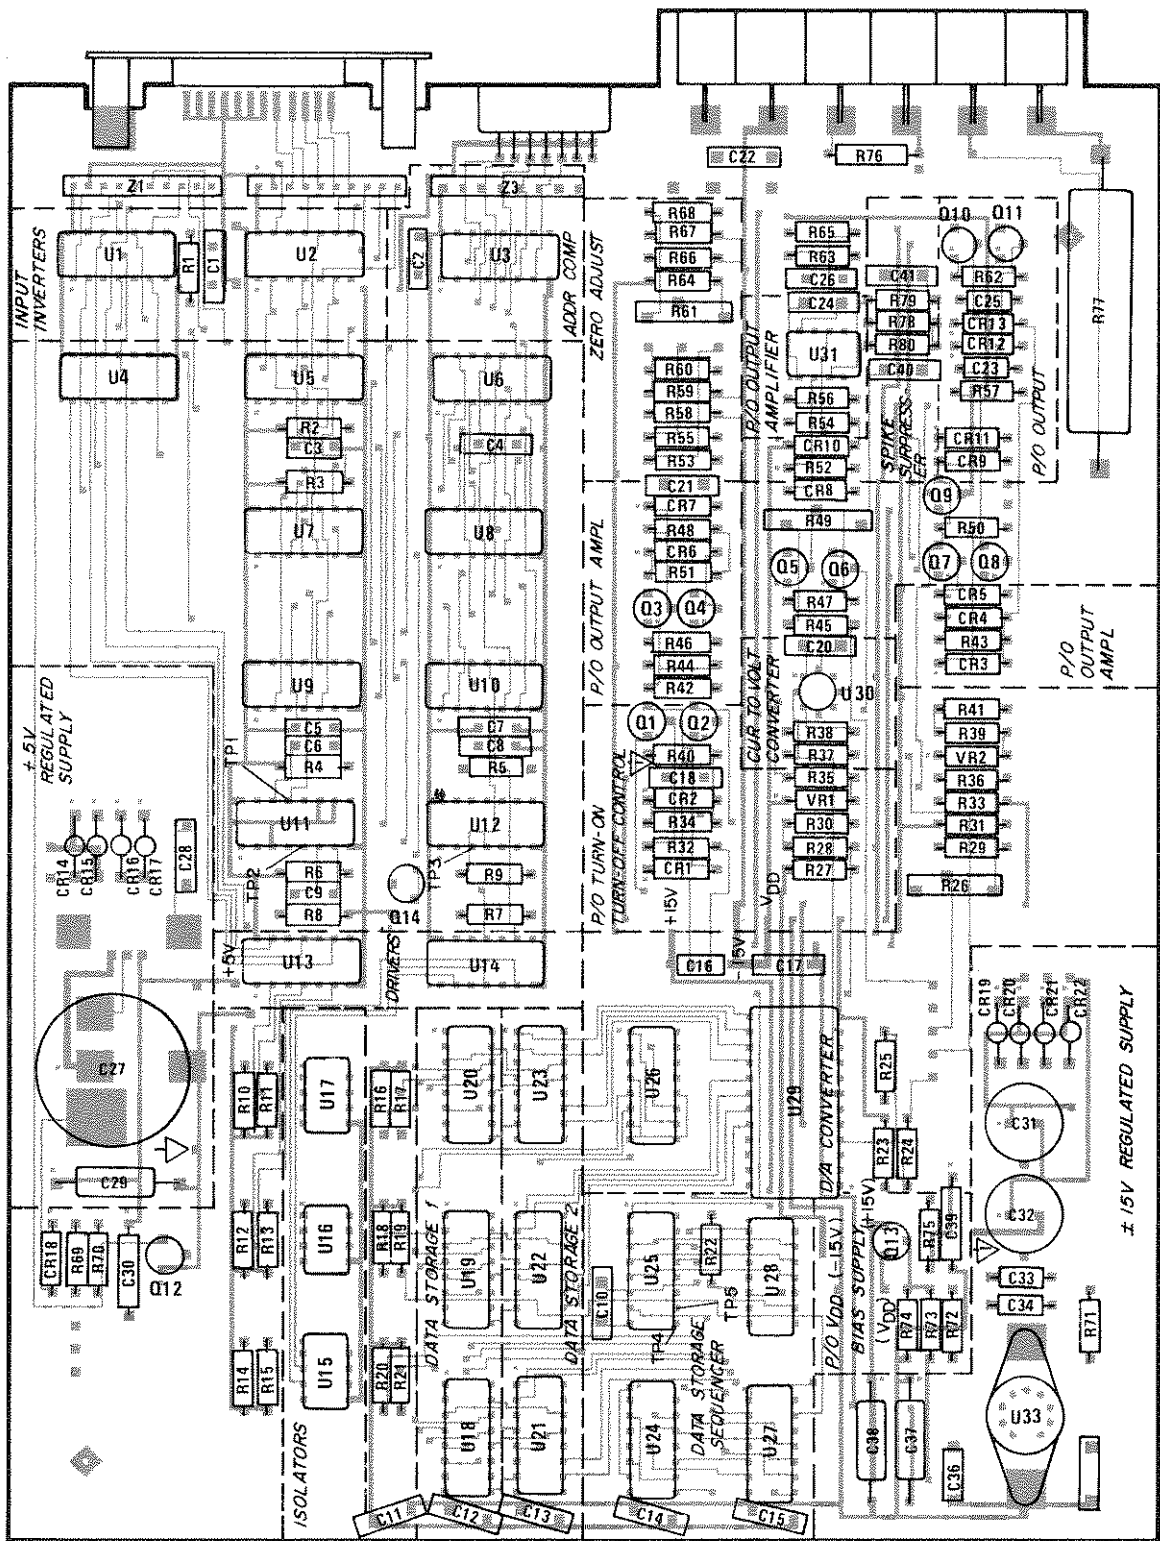 C22
R76
Z1
Z3
INPUT
INVERTERS
U1
R1
C1
U2
C2
U3
ADDR COMP
ZERO ADJUST
R68
R67
R66
R64
R61
R65
R63
C26
C24
C41
R79
R78
R80
C40
Q10
Q11
R62
C25
CR13
CR12
C23
R57
R77
U4
U5
U6
R60
R59
R58
R55
R53
P/O OUTPUT
AMPLIFIER
U31
R56
R54
CR10
R52
CR8
SPIKE
SUPPRESS
ER
CR11
CR9
P/O OUTPUT
R2
C3
R3
C4
U7
U8
P/O OUTPUT AMPL
C21
CR7
R48
CR6
R51
R49
Q9
R50
Q5
Q6
Q7
Q8
Q3
Q4
R47
R45
C20
CR5
CR4
R43
CR3
P/O
OUTPUT
AMPL
+5V
REGULATED
SUPPLY
U9
U10
R46
R44
R42
CUR TO VOLT
CONVERTER
U30
C5
C6
R4
C7
C8
R5
TP1
Q1
Q2
R40
C18
CR2
R34
R32
CR1
P/O TURN-ON
TURN-OFF CONTROL
R38
R37
R35
VR1
R30
R28
R27
R41
R39
VR2
R36
R33
R31
R29
R26
CR14
CR15
CR16
CR17
C28
U11
U12
TP2
TP3
R6
C9
R8
R9
R7
Q14
+15V
VDD
+5V
U13
DRIVERS
U14
C16
15V
C17
C27
R10
R11
U17
R16
R17
U20
U23
U26
U29
D/A CONVERTER
R25
R23
R24
CR19
CR20
CR21
CR22
C31
± 15V REGULATED SUPPLY
C29
CR18
R69
R70
C30
Q12
R12
R13
U16
R18
R19
DATA STORAGE 1
U19
U22
DATA STORAGE 2
C10
U25
R22
TP4
TP5
U28
P/O VDD (-15V)
BIAS SUPPLY
(+15V)
Q13
(VDD)
R75
C39
R74
R73
R72
C32
C33
C34
R71
R14
R15
U15
R20
R21
ISOLATORS
U18
U21
U24
DATA STORAGE
SEQUENCER
U27
C38
C37
C36
U33
C11
C12
C13
C14
C15